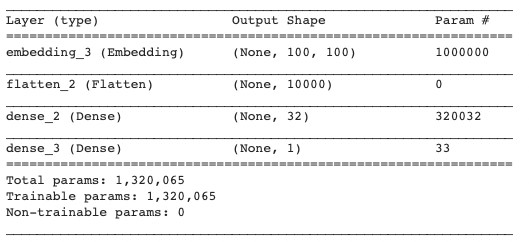 Layer (type) Output Shape Param #
=================================================================
embedding_3 (Embedding) (None, 100, 100) 1000000
_________________________________________________________________
flatten_2 (Flatten) (None, 10000) 0
_________________________________________________________________
dense_2 (Dense) (None, 32) 320032
_________________________________________________________________
dense_3 (Dense) (None, 1) 33
=================================================================
Total params: 1,320,065
Trainable params: 1,320,065
Non-trainable params: 0
_________________________________________________________________